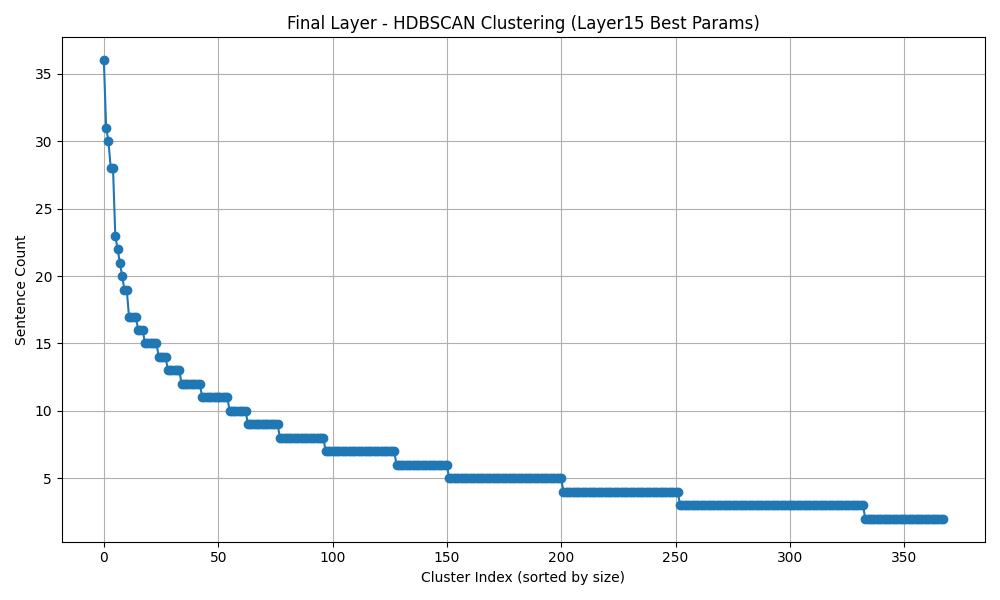 Final Layer - HDBSCAN Clustering (Layer15 Best Params)
35
30
25
20
15
10
5
Sentence Count
0 50 100 150 200 250 300 350
Cluster Index (sorted by size)